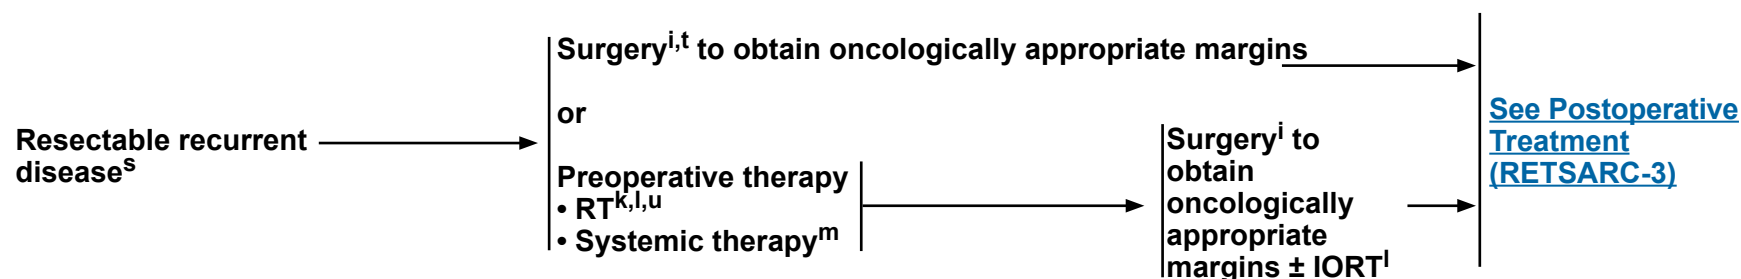 Resectable recurrent
diseaseˢ
Surgeryⁱ,ᵗ to obtain oncologically appropriate margins
or
Preoperative therapy
• RTᵏ,ˡ,ᵘ
• Systemic therapyᵐ
Surgeryⁱ to
obtain
oncologically
appropriate
margins ± IORTˡ
See Postoperative
Treatment
(RETSARC-3)